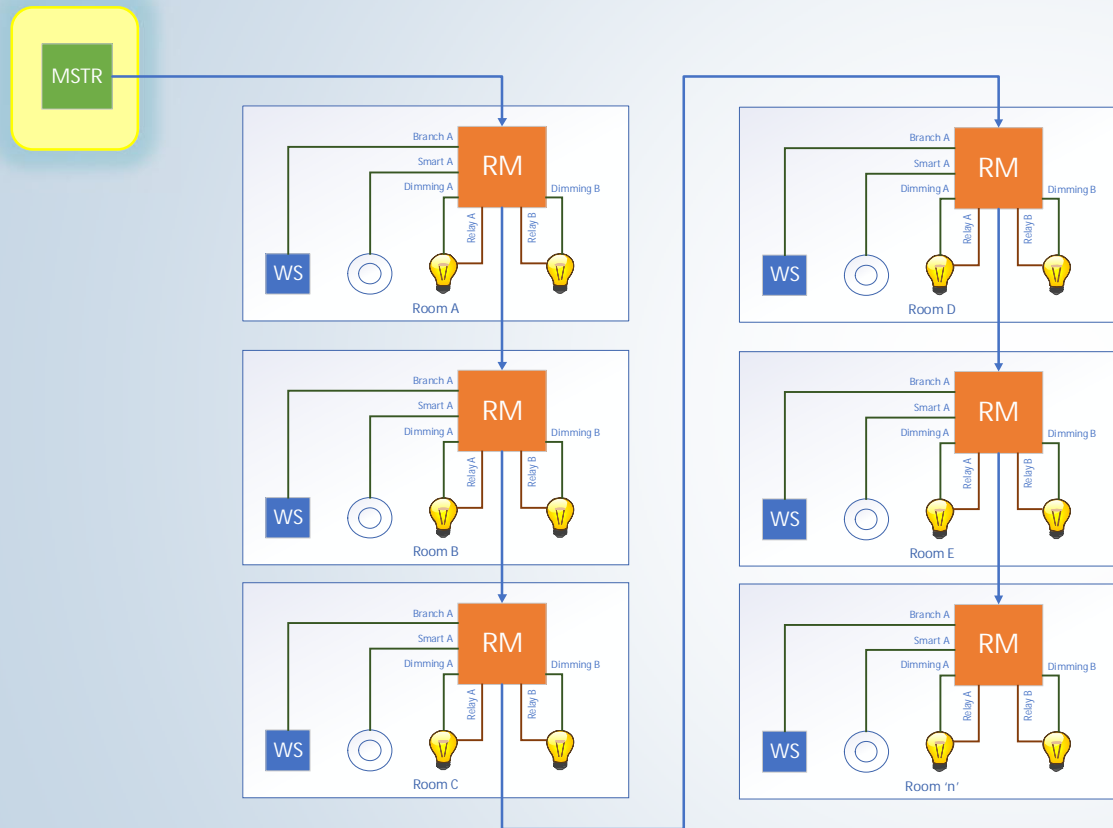 MSTR
Branch A
Smart A
Dimming A
RM
Dimming B
Relay A
Relay B
WS
Room A
Branch A
Smart A
Dimming A
RM
Dimming B
Relay A
Relay B
WS
Room B
Branch A
Smart A
Dimming A
RM
Dimming B
Relay A
Relay B
WS
Room C
Branch A
Smart A
Dimming A
RM
Dimming B
Relay A
Relay B
WS
Room D
Branch A
Smart A
Dimming A
RM
Dimming B
Relay A
Relay B
WS
Room E
Branch A
Smart A
Dimming A
RM
Dimming B
Relay A
Relay B
WS
Room ‘n’